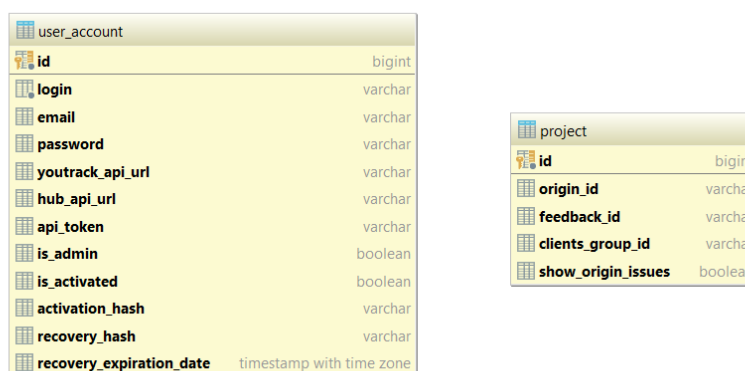 user_account
id bigint
login varchar
email varchar
password varchar
youtrack_api_url varchar
hub_api_url varchar
api_token varchar
is_admin boolean
is_activated boolean
activation_hash varchar
recovery_hash varchar
recovery_expiration_date timestamp with time zone
project
id
origin_id
feedback_id
clients_group_id
show_origin_issues